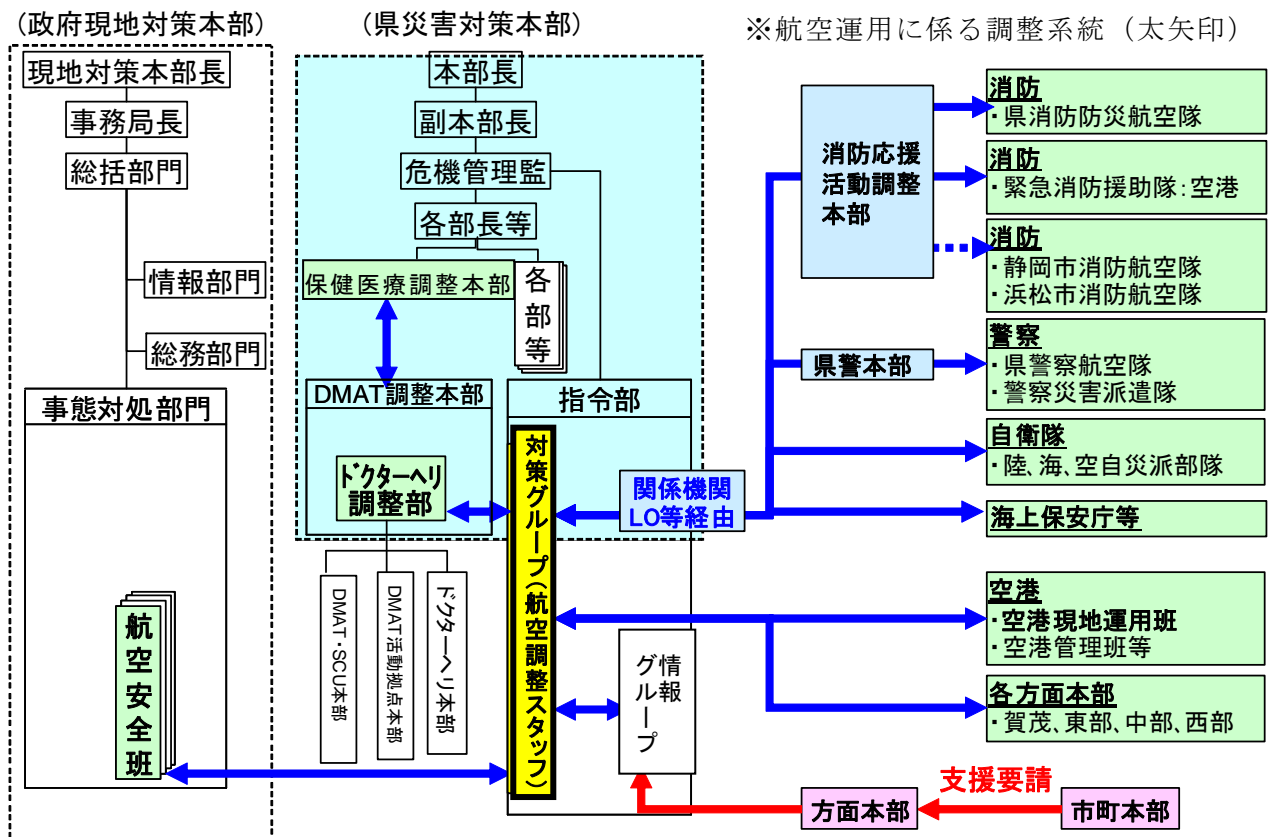 (政府現地対策本部)
現地対策本部長
事務局長
総括部門
情報部門
総務部門
事態対処部門
航空安全班
(県災害対策本部)
本部長
副本部長
危機管理監
各部長等
保健医療調整本部
各部等
DMAT調整本部
ドクターヘリ
調整部
DMAT・SCU本部
DMAT活動拠点本部
ドクターヘリ本部
指令部
対策グループ(航空調整スタッフ)
関係機関
LO等経由
情報
グループ
※航空運用に係る調整系統(太矢印)
消防応援
活動調整
本部
県警本部
消防
・県消防防災航空隊
消防
・緊急消防援助隊:空港
消防
・静岡市消防航空隊
・浜松市消防航空隊
警察
・県警察航空隊
・警察災害派遣隊
自衛隊
・陸、海、空自災派部隊
海上保安庁等
空港
・空港現地運用班
・空港管理班等
各方面本部
・賀茂、東部、中部、西部
支援要請
方面本部
市町本部